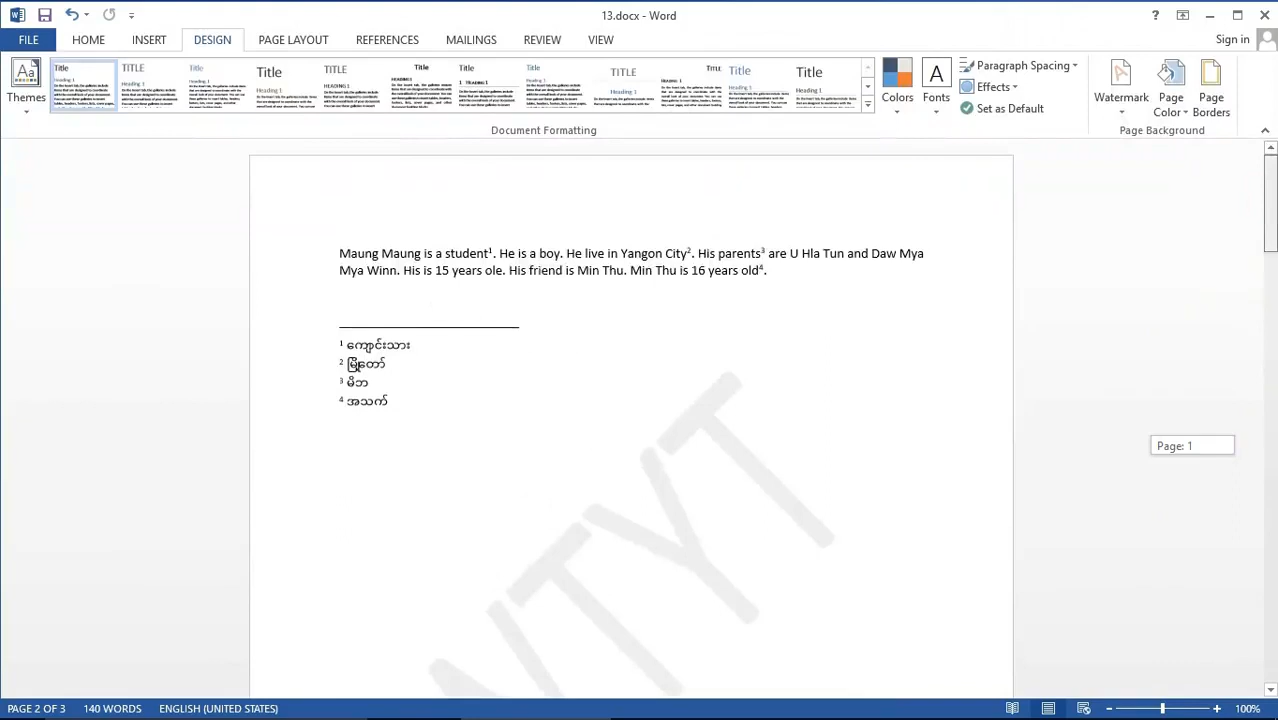 13.docx - Word
Sign in
FILE HOME INSERT DESIGN PAGE LAYOUT REFERENCES MAILINGS REVIEW VIEW
Themes
Colors
Fonts
Paragraph Spacing
Effects
Set as Default
Watermark
Page Color
Page Borders
Document Formatting
Page Background
Maung Maung is a student¹. He is a boy. He live in Yangon City². His parents³ are U Hla Tun and Daw Mya
Mya Winn. His is 15 years ole. His friend is Min Thu. Min Thu is 16 years old⁴.
¹ ကျောင်းသား
² မြို့တော်
³ မိဘ
⁴ အသက်
Page: 1
WTYT
PAGE 2 OF 3 140 WORDS ENGLISH (UNITED STATES) 100%